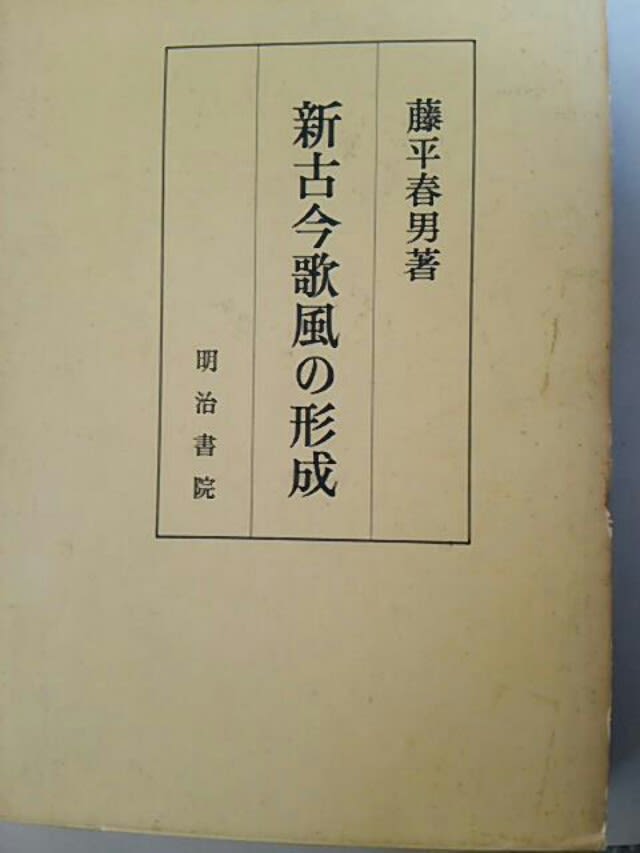 藤平春男著
新古今歌風の形成
明治書院